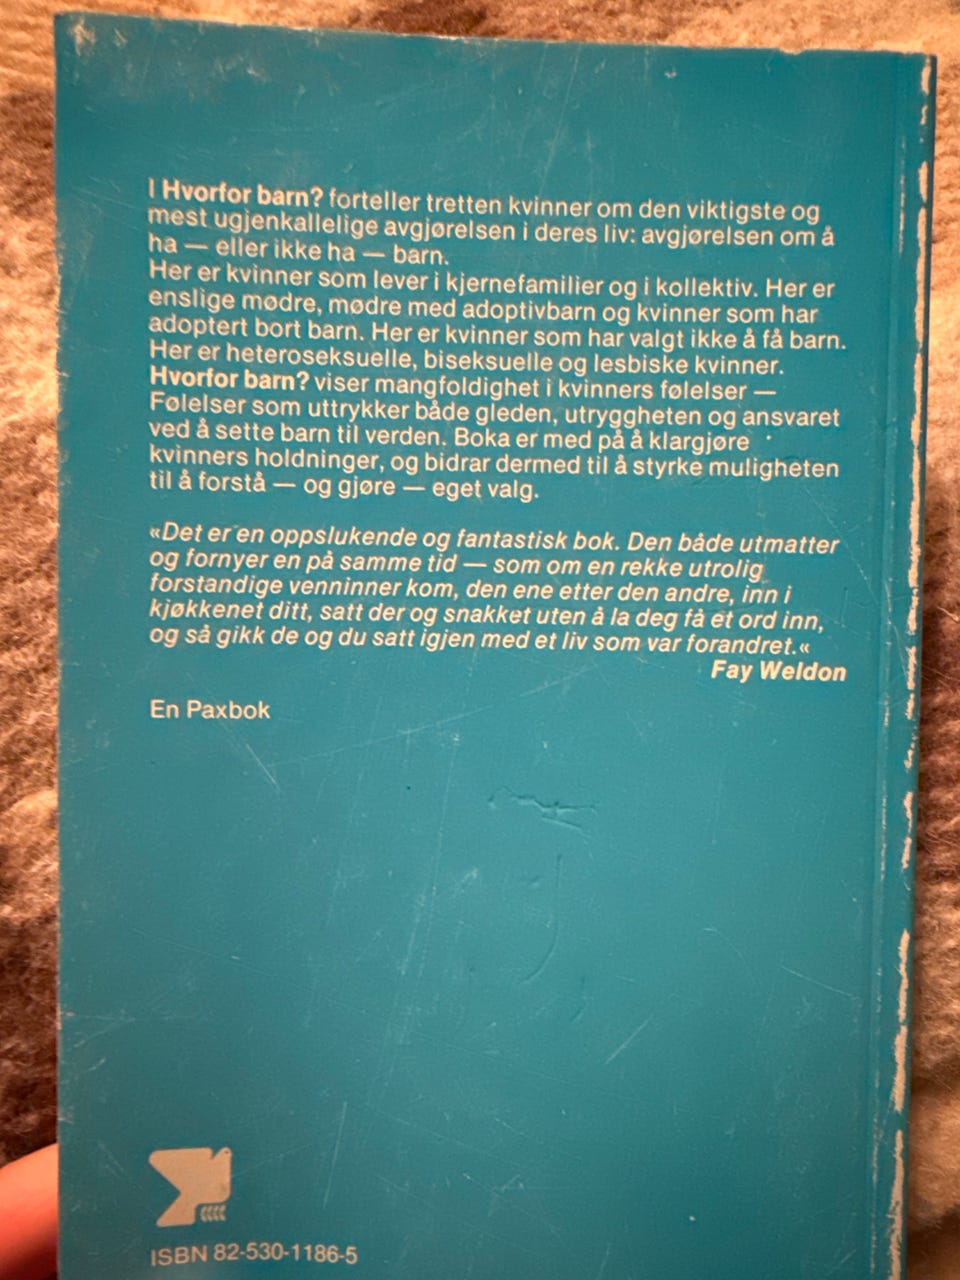 I Hvorfor barn? forteller tretten kvinner om den viktigste og
mest ugjenkallelige avgjørelsen i deres liv: avgjørelsen om å
ha — eller ikke ha — barn.
Her er kvinner som lever i kjernefamilier og i kollektiv. Her er
enslige mødre, mødre med adoptivbarn og kvinner som har
adoptert bort barn. Her er kvinner som har valgt ikke å få barn.
Her er heteroseksuelle, biseksuelle og lesbiske kvinner.
Hvorfor barn? viser mangfoldighet i kvinners følelser —
Følelser som uttrykker både gleden, utryggheten og ansvaret
ved å sette barn til verden. Boka er med på å klargjøre
kvinners holdninger, og bidrar dermed til å styrke muligheten
til å forstå — og gjøre — eget valg.
«Det er en oppslukende og fantastisk bok. Den både utmatter
og fornyer en på samme tid — som om en rekke utrolig
forstandige venninner kom, den ene etter den andre, inn i
kjøkkenet ditt, satt der og snakket uten å la deg få et ord inn,
og så gikk de og du satt igjen med et liv som var forandret.«
Fay Weldon
En Paxbok
ISBN 82-530-1186-5